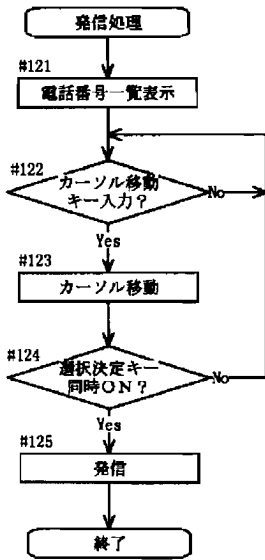 発信処理
#121
電話番号一覧表示
#122
カーソル移動
キー入力？
No
Yes
#123
カーソル移動
#124
選択決定キー
同時ＯＮ？
No
Yes
#125
発信
終了